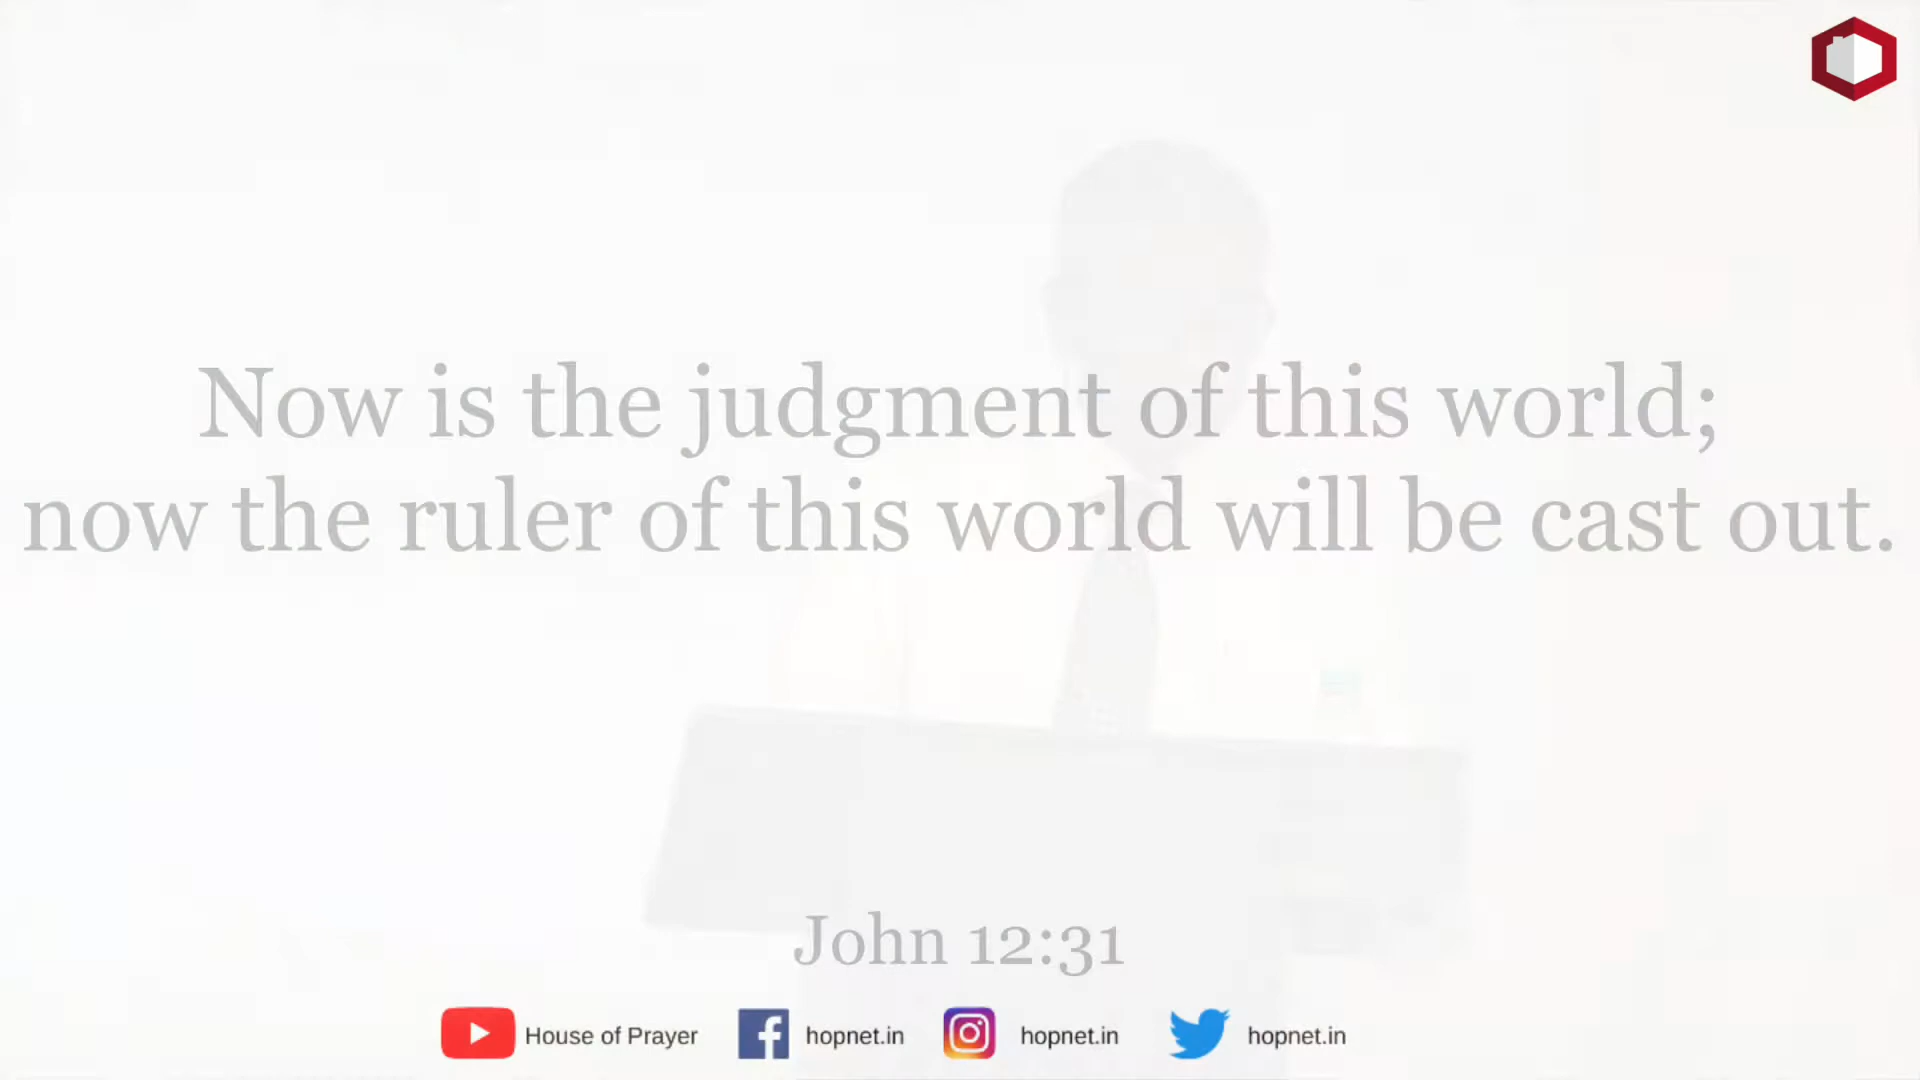 Now is the judgment of this world;
now the ruler of this world will be cast out.
John 12:31
House of Prayer hopnet.in hopnet.in hopnet.in